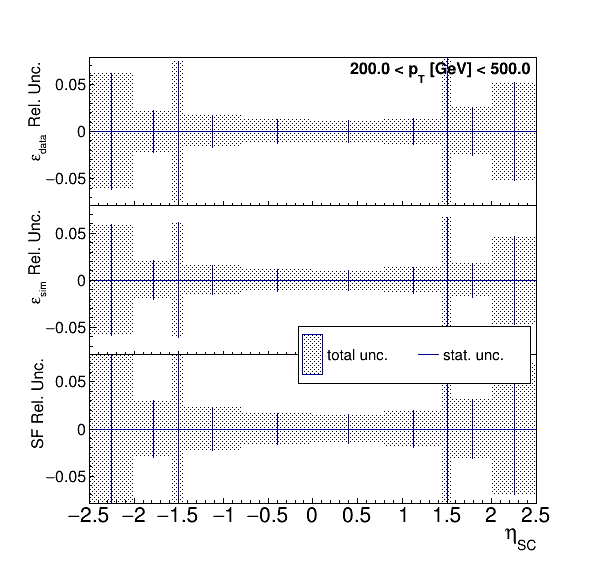 200.0 < p_T [GeV] < 500.0
ε_data Rel. Unc.
0.05
0
−0.05
ε_sim Rel. Unc.
0.05
0
−0.05
total unc.
stat. unc.
SF Rel. Unc.
0.05
0
−0.05
−2.5 −2 −1.5 −1 −0.5 0 0.5 1 1.5 2 2.5
η_SC